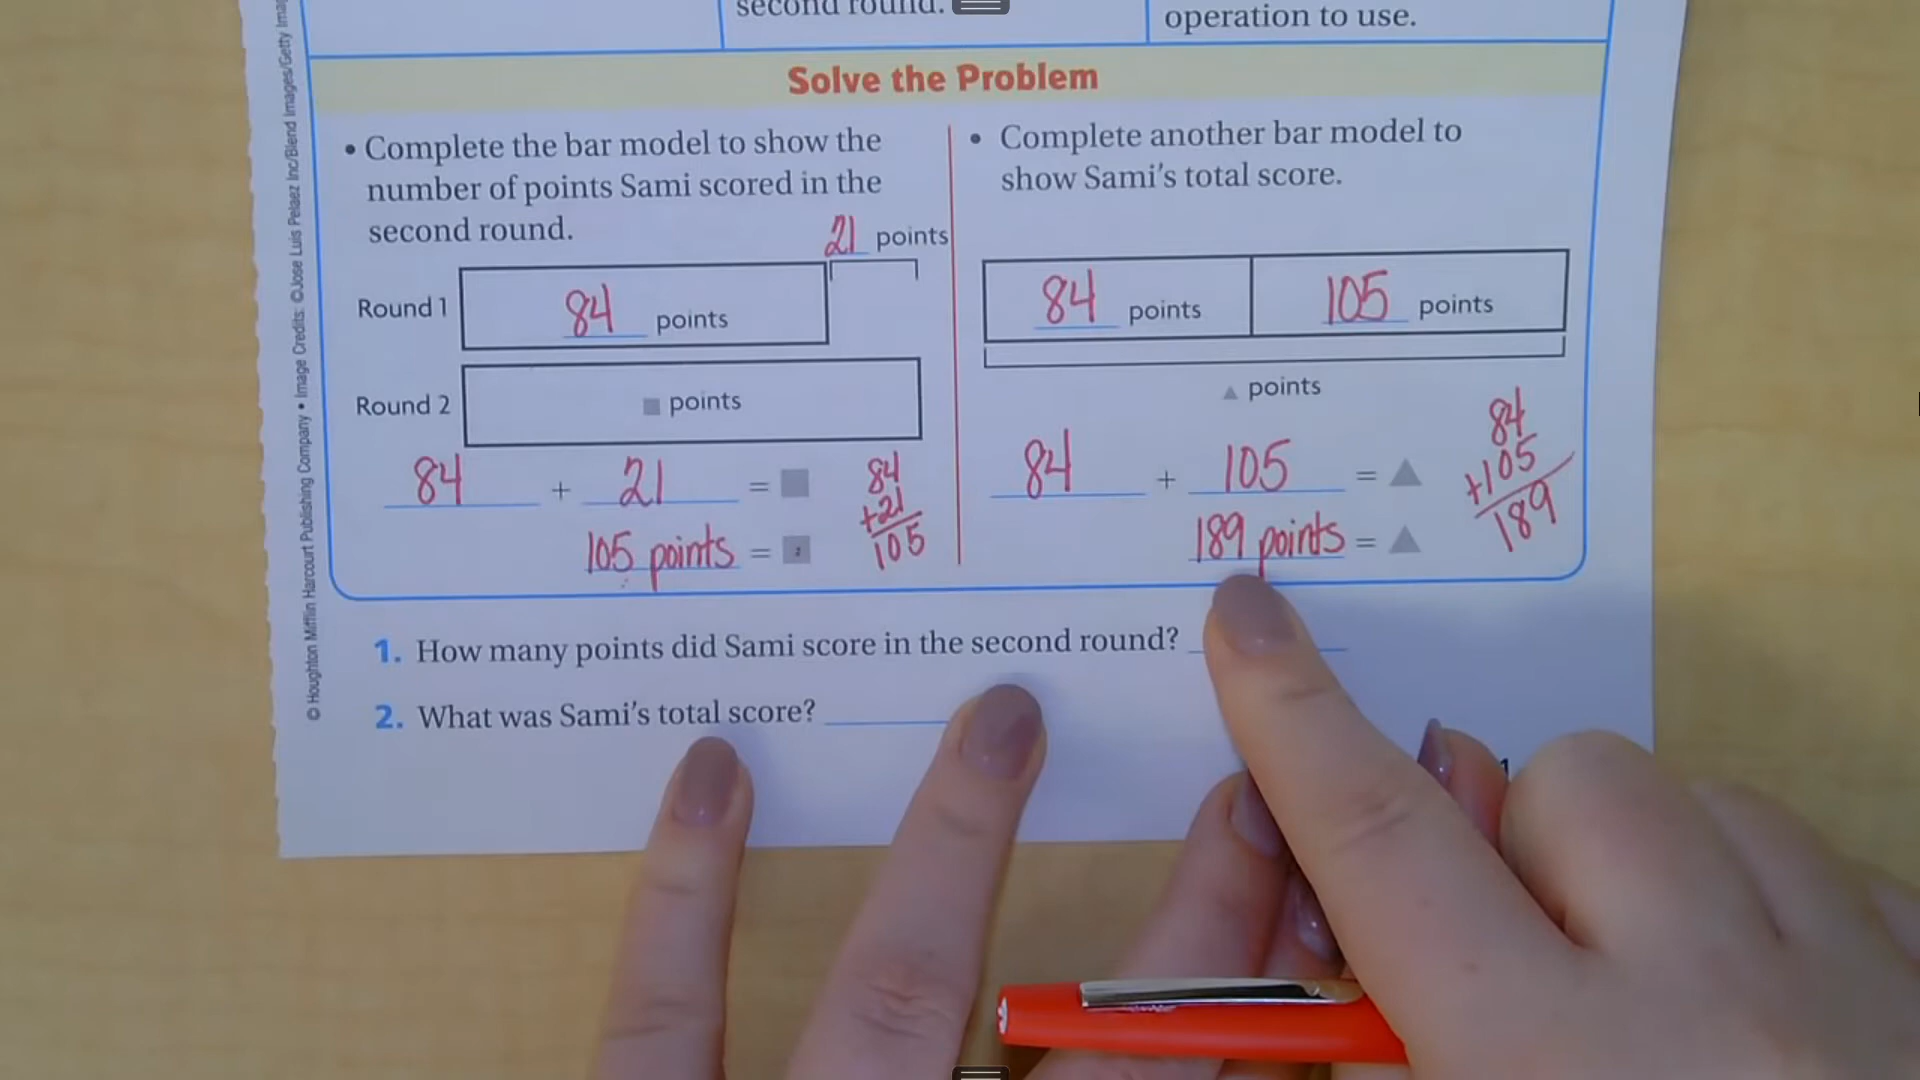 second round.
operation to use.
© Houghton Mifflin Harcourt Publishing Company • Image Credits: ©Jose Luis Pelaez Inc/Blend Images/Getty
Solve the Problem
• Complete the bar model to show the
number of points Sami scored in the
second round.
21 points
Round 1 84 points
Round 2 ■ points
84 + 21 = ■
105 points = ■
84
+21
105
• Complete another bar model to
show Sami's total score.
84 points 105 points
▲ points
84 + 105 = ▲
189 points = ▲
84
+105
189
1. How many points did Sami score in the second round?
2. What was Sami's total score?